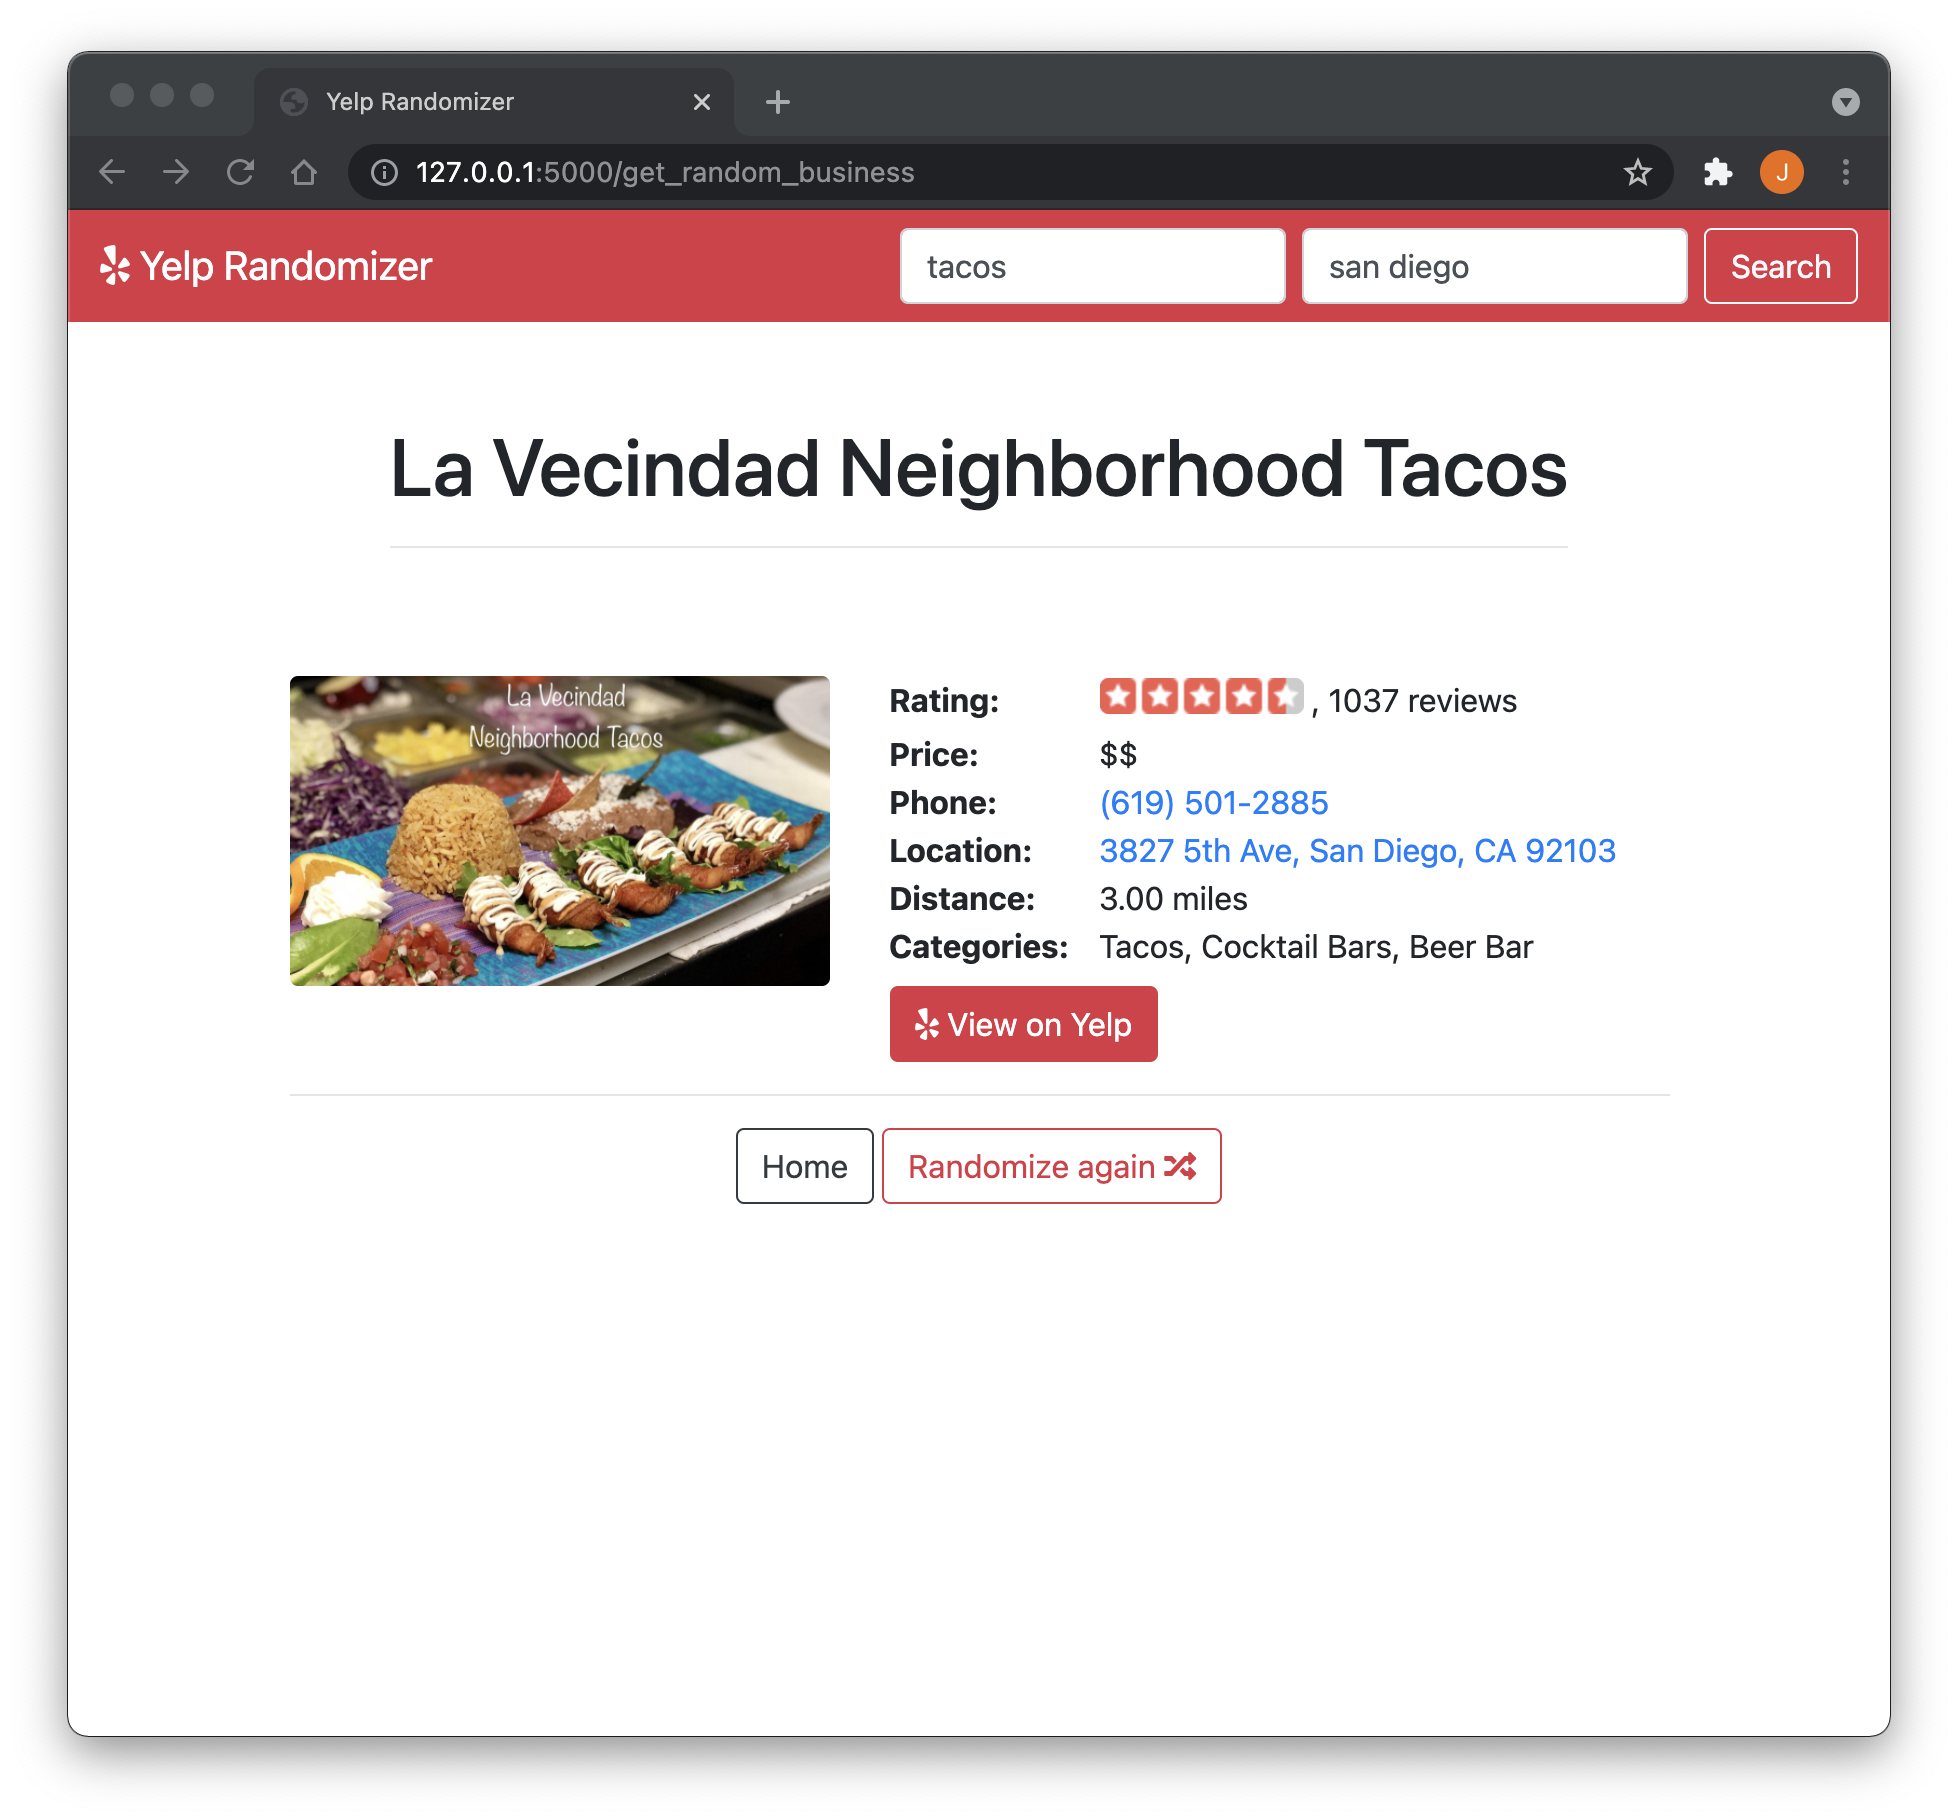 Yelp Randomizer
127.0.0.1:5000/get_random_business
J
Yelp Randomizer
tacos
san diego
Search
La Vecindad Neighborhood Tacos
La Vecindad
Neighborhood Tacos
Rating: , 1037 reviews
Price: $$
Phone: (619) 501-2885
Location: 3827 5th Ave, San Diego, CA 92103
Distance: 3.00 miles
Categories: Tacos, Cocktail Bars, Beer Bar
View on Yelp
Home
Randomize again